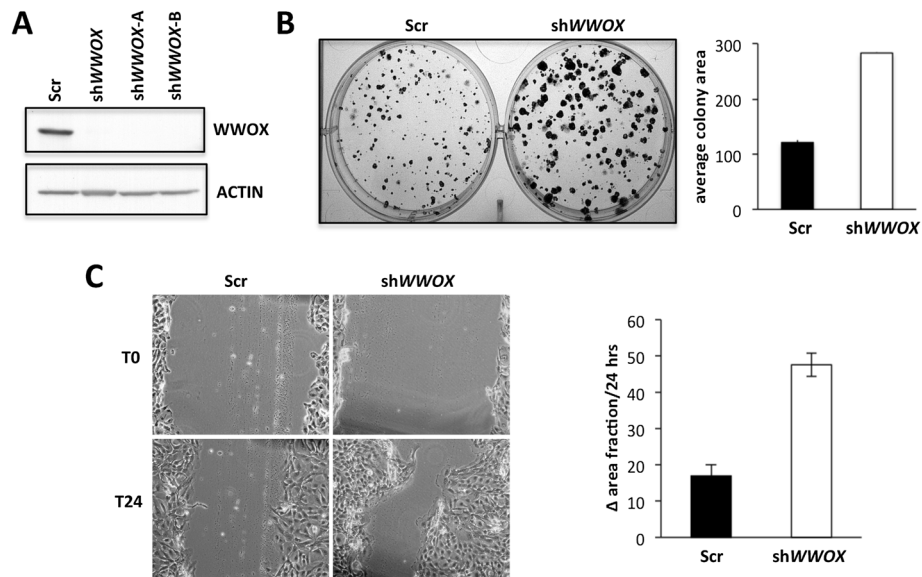 A
Scr
shWWOX
shWWOX-A
shWWOX-B
WWOX
ACTIN
B
Scr
shWWOX
average colony area
300
200
100
0
Scr
shWWOX
C
Scr
shWWOX
T0
T24
Δ area fraction/24 hrs
60
50
40
30
20
10
0
Scr
shWWOX